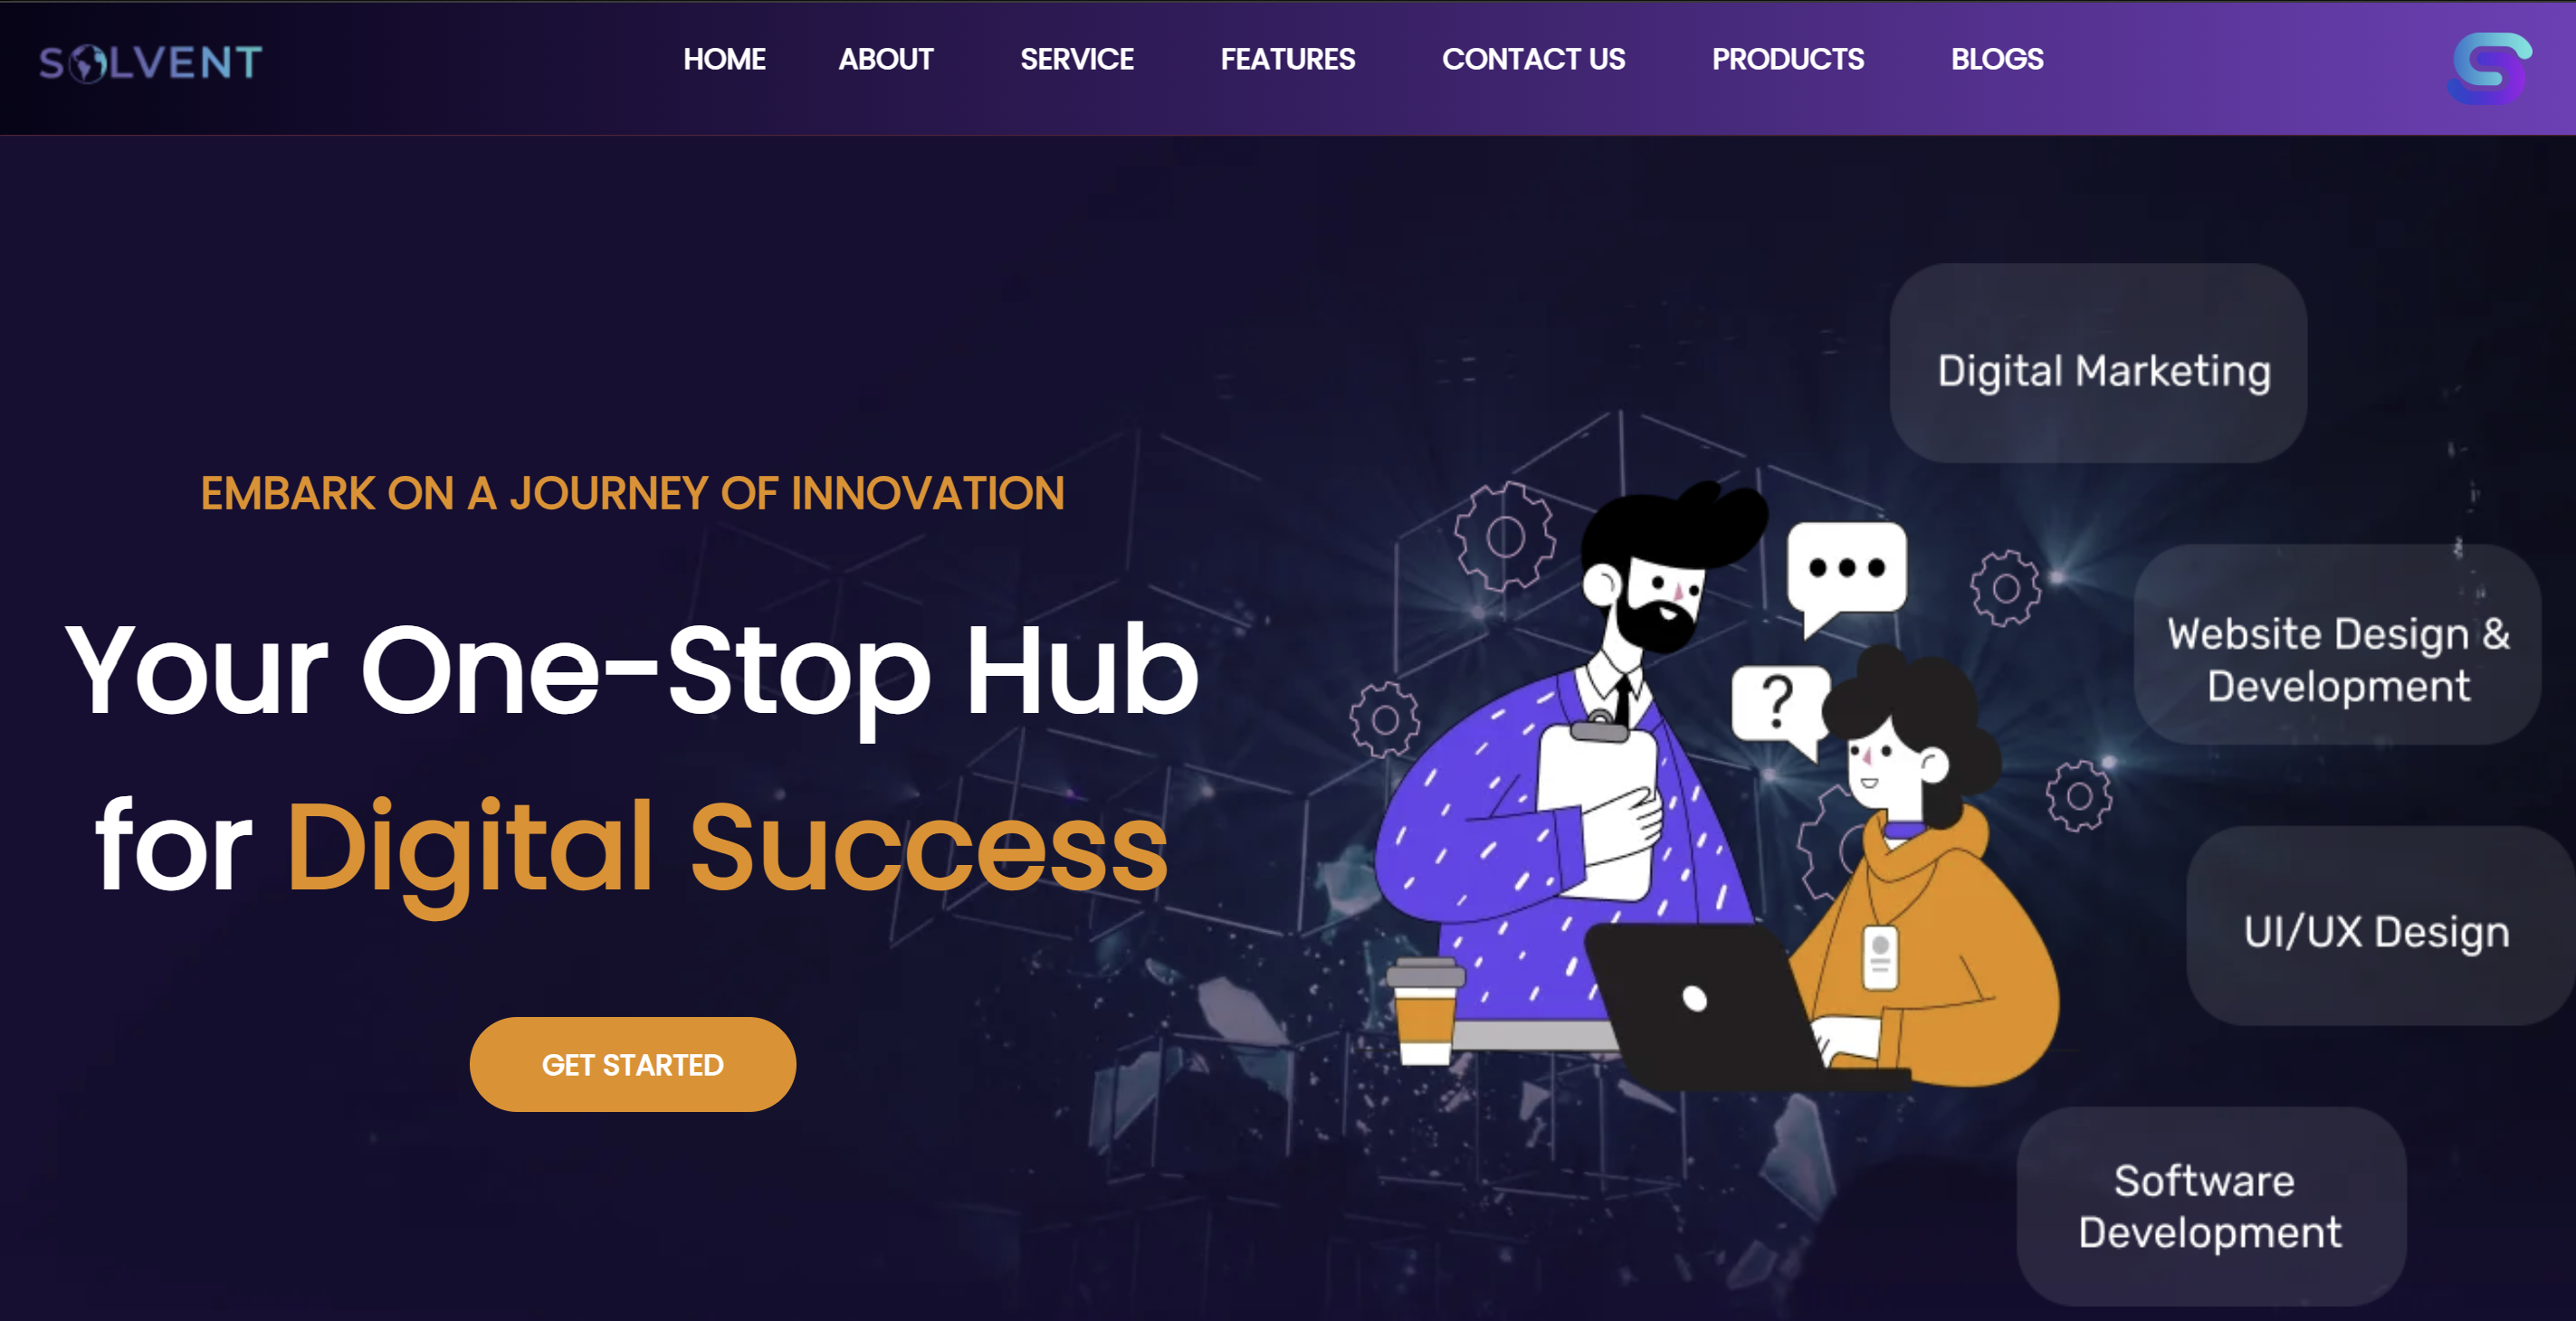 SOLVENT
HOME ABOUT SERVICE FEATURES CONTACT US PRODUCTS BLOGS
EMBARK ON A JOURNEY OF INNOVATION
Your One-Stop Hub
for Digital Success
GET STARTED
Digital Marketing
?
Website Design &
Development
UI/UX Design
Software
Development